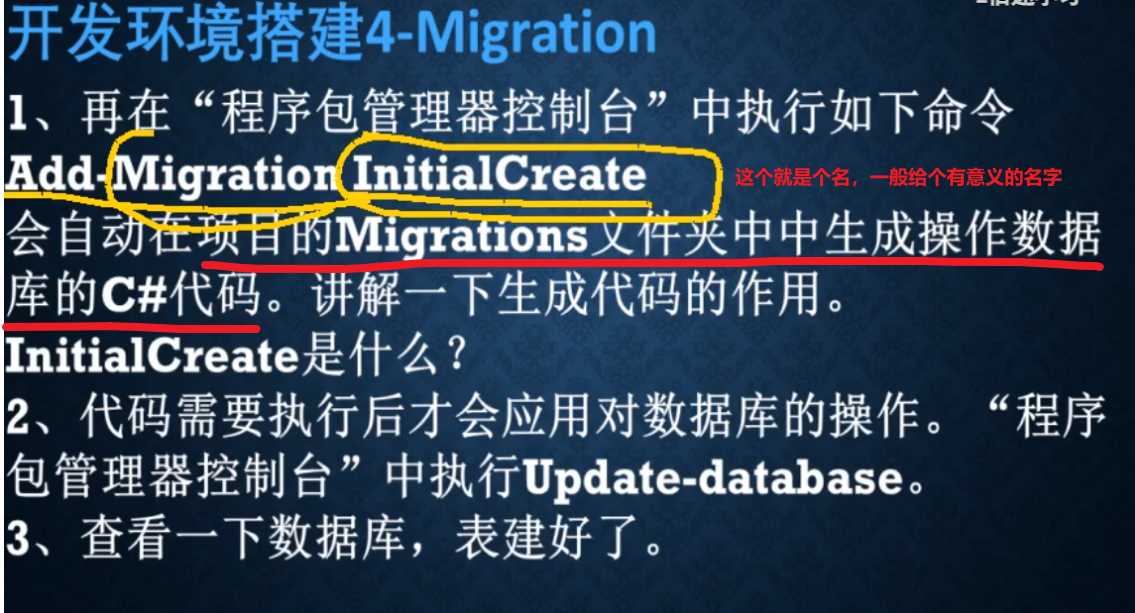 开发环境搭建4-Migration
1、再在“程序包管理器控制台”中执行如下命令
Add-Migration InitialCreate
这个就是个名，一般给个有意义的名字
会自动在项目的Migrations文件夹中中生成操作数据
库的C#代码。讲解一下生成代码的作用。
InitialCreate是什么？
2、代码需要执行后才会应用对数据库的操作。“程序
包管理器控制台”中执行Update-database。
3、查看一下数据库，表建好了。